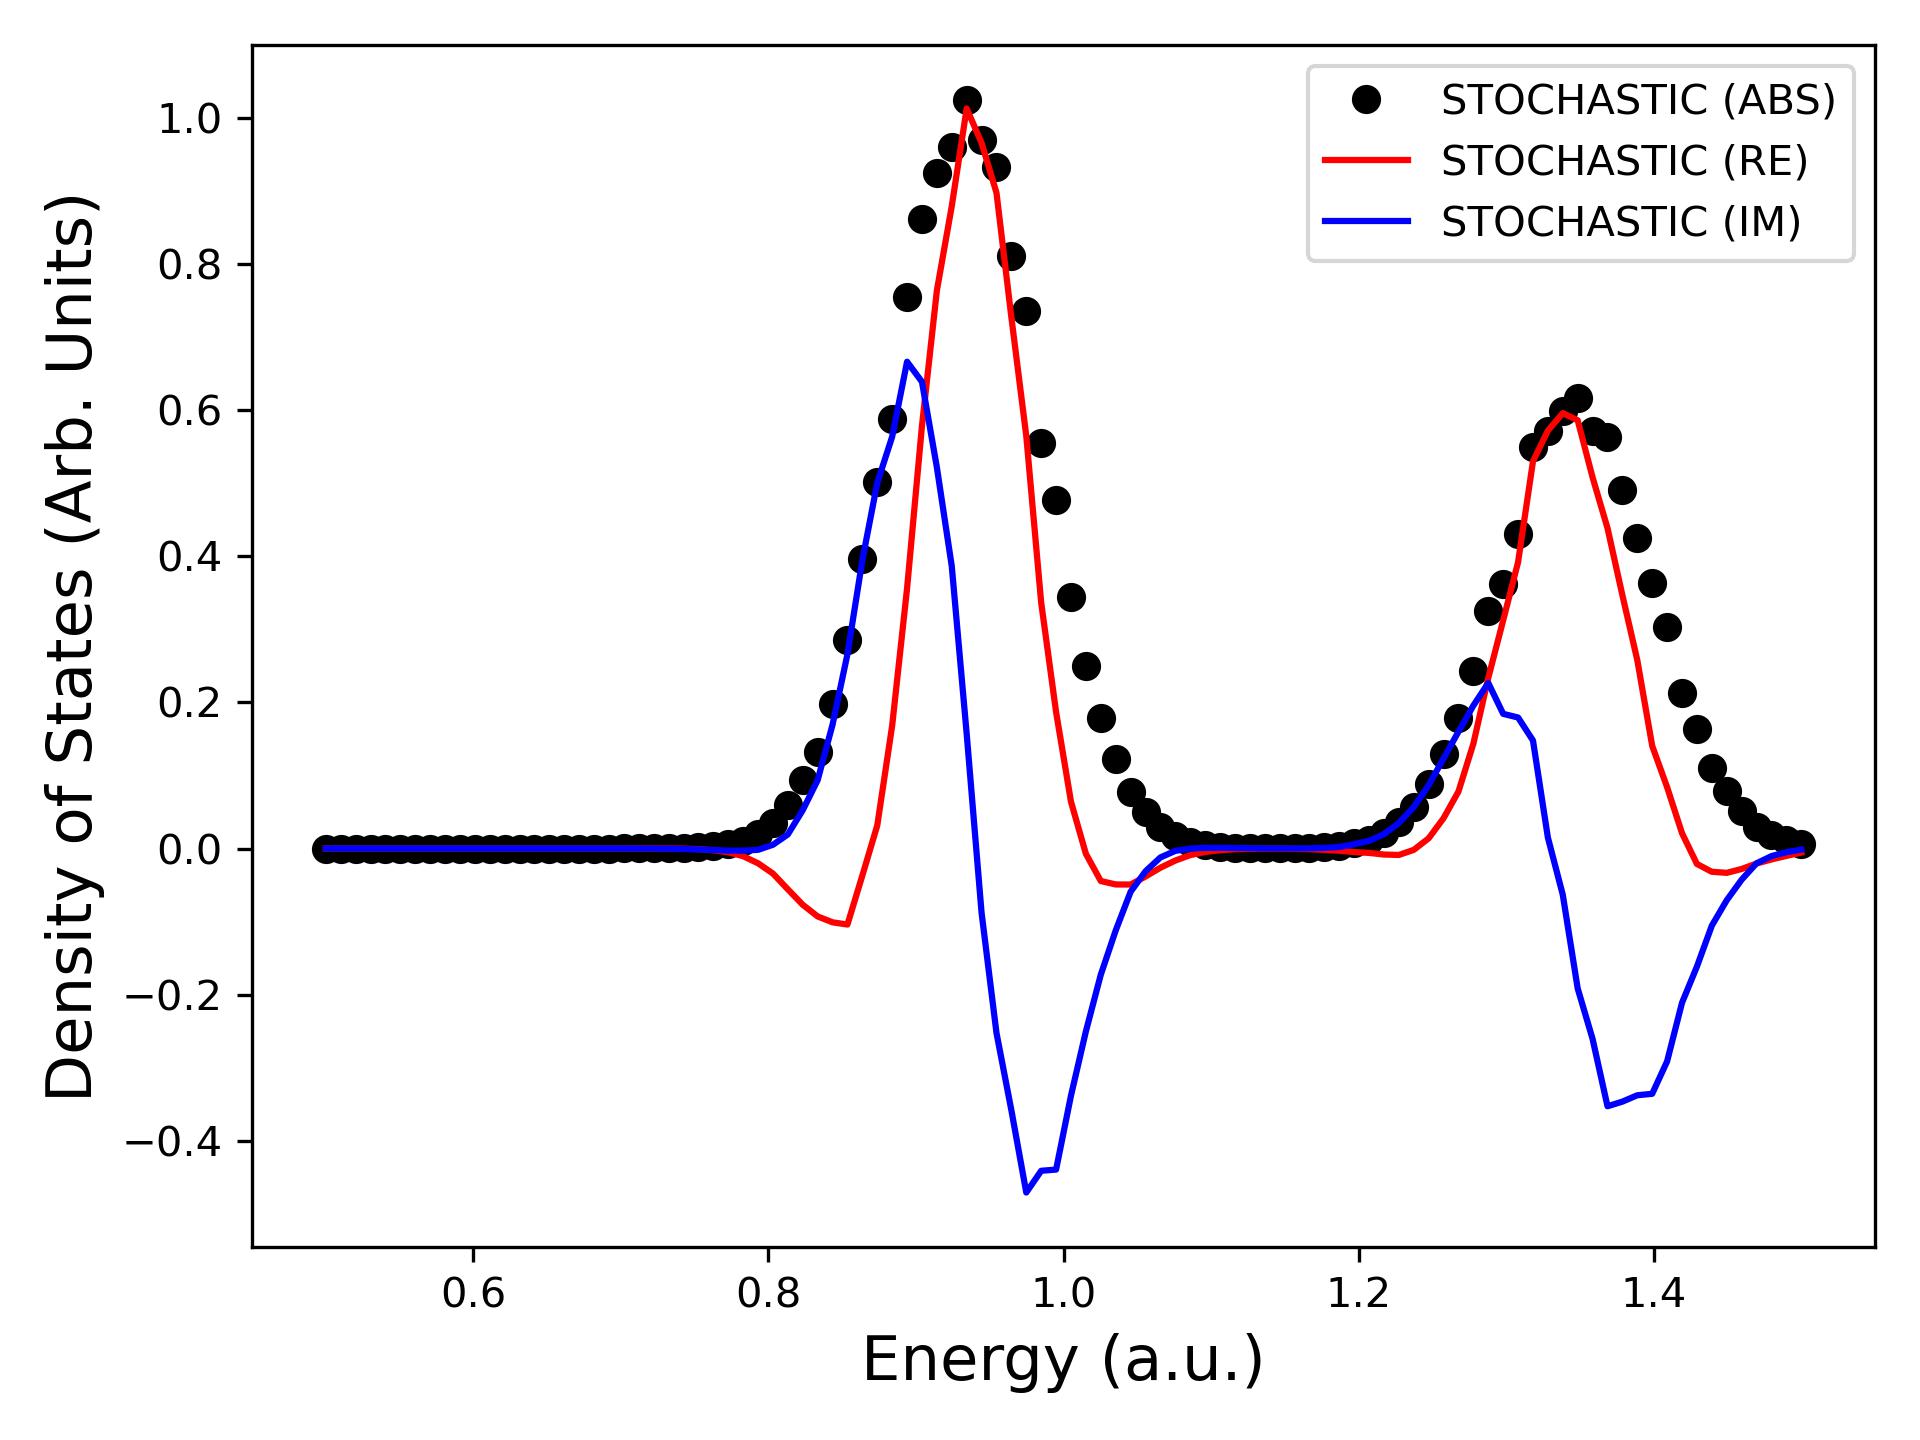 STOCHASTIC (ABS)
STOCHASTIC (RE)
STOCHASTIC (IM)
Density of States (Arb. Units)
1.0
0.8
0.6
0.4
0.2
0.0
−0.2
−0.4
0.6 0.8 1.0 1.2 1.4
Energy (a.u.)